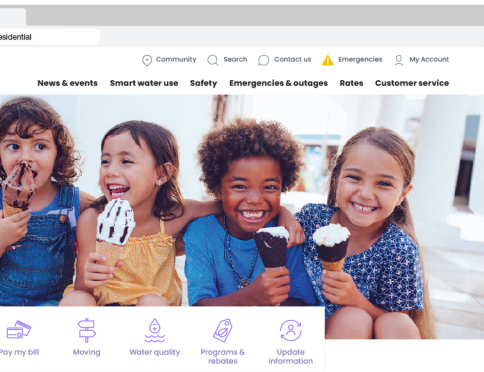 esidential
Community Search Contact us Emergencies My Account
News & events Smart water use Safety Emergencies & outages Rates Customer service
Pay my bill Moving Water quality Programs & Update
rebates information